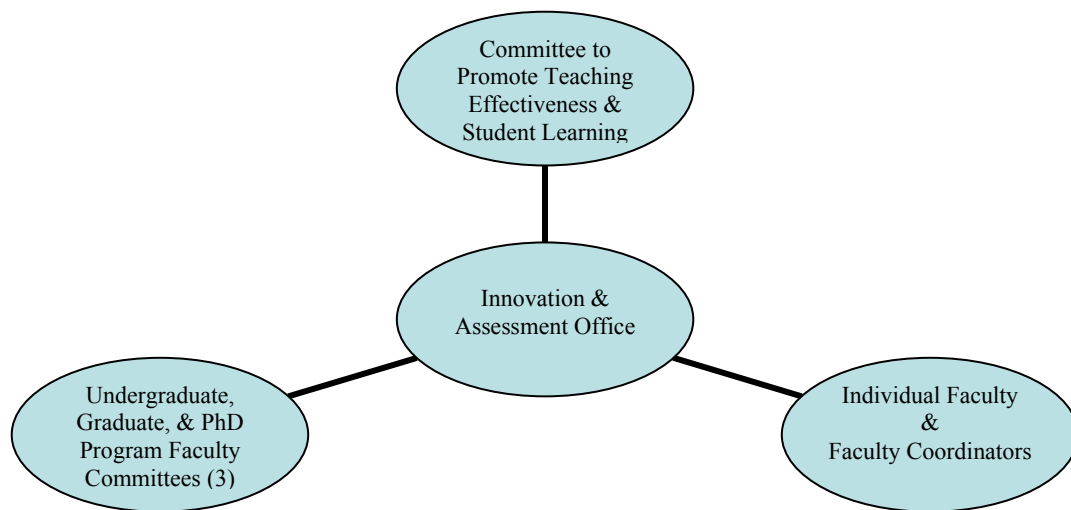 Committee to
Promote Teaching
Effectiveness &
Student Learning
Innovation &
Assessment Office
Undergraduate,
Graduate, & PhD
Program Faculty
Committees (3)
Individual Faculty
&
Faculty Coordinators